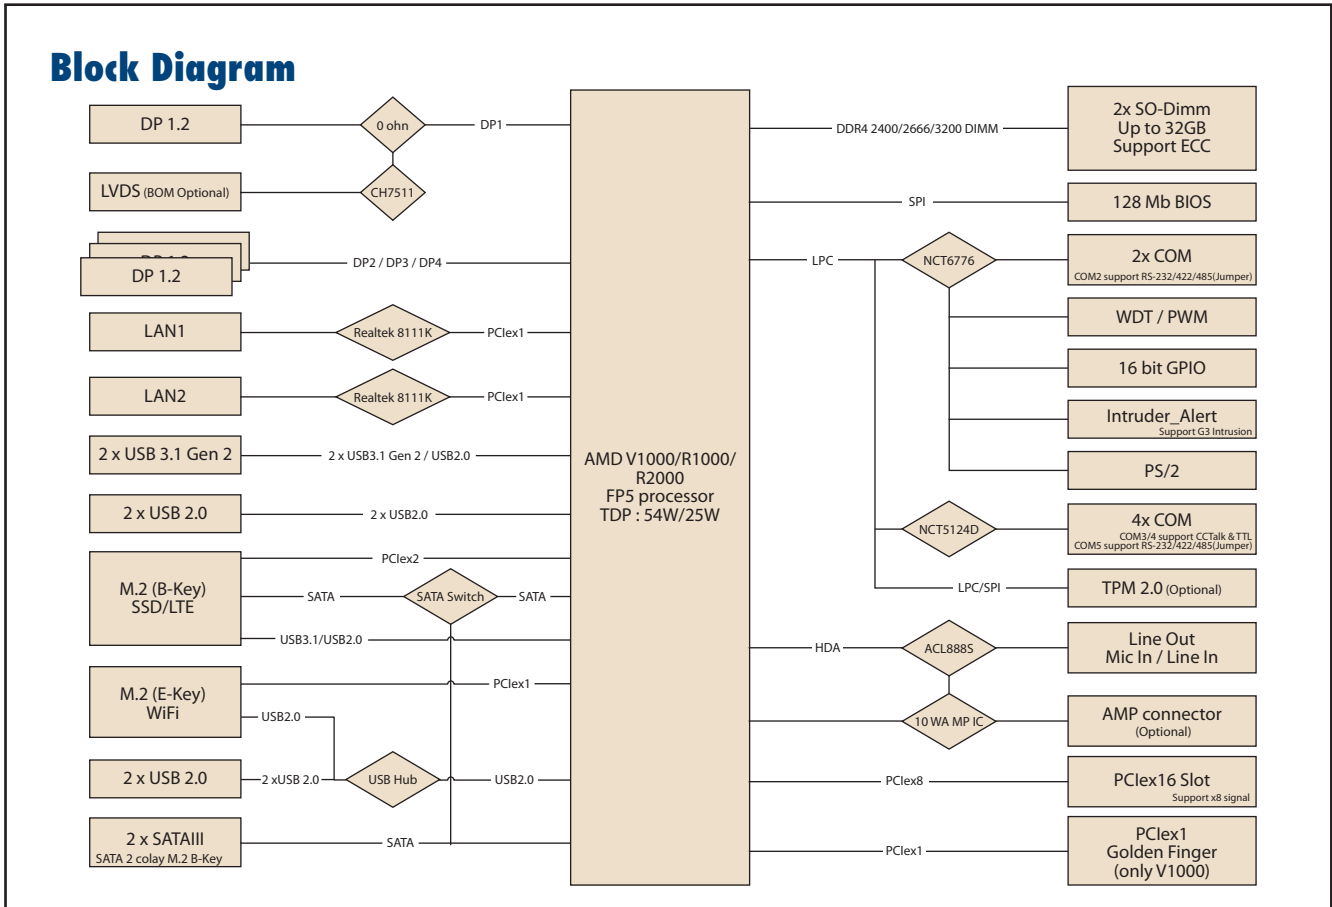 Block Diagram
DP 1.2
0 ohn
DP1
LVDS (BOM Optional)
CH7511
DP 1.2
DP2 / DP3 / DP4
LAN1
Realtek 8111K
PCIex1
LAN2
Realtek 8111K
PCIex1
2 x USB 3.1 Gen 2
2 x USB3.1 Gen 2 / USB2.0
2 x USB 2.0
2 x USB2.0
M.2 (B-Key)
SSD/LTE
PCIex2
SATA
SATA Switch
SATA
USB3.1/USB2.0
M.2 (E-Key)
WiFi
PCIex1
USB2.0
2 x USB 2.0
2 xUSB 2.0
USB Hub
USB2.0
2 x SATAIII
SATA 2 colay M.2 B-Key
SATA
AMD V1000/R1000/
R2000
FP5 processor
TDP : 54W/25W
DDR4 2400/2666/3200 DIMM
2x SO-Dimm
Up to 32GB
Support ECC
SPI
128 Mb BIOS
LPC
NCT6776
2x COM
COM2 support RS-232/422/485(Jumper)
WDT / PWM
16 bit GPIO
Intruder_Alert
Support G3 Intrusion
PS/2
NCT5124D
4x COM
COM3/4 support CCTalk & TTL
COM5 support RS-232/422/485(Jumper)
LPC/SPI
TPM 2.0 (Optional)
HDA
ACL888S
Line Out
Mic In / Line In
10 WA MP IC
AMP connector
(Optional)
PCIex8
PCIex16 Slot
Support x8 signal
PCIex1
PCIex1
Golden Finger
(only V1000)